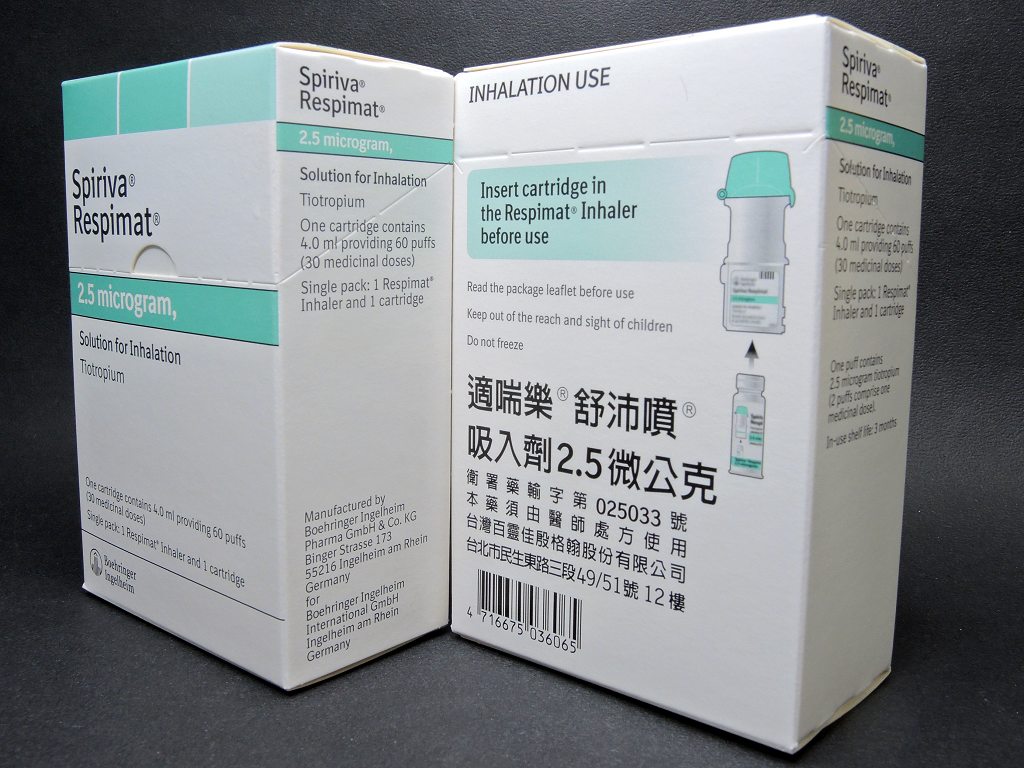 Spiriva®
Respimat®
2.5 microgram,
Solution for Inhalation
Tiotropium
One cartridge contains 4.0 ml providing 60 puffs
(30 medicinal doses)
Single pack: 1 Respimat® Inhaler and 1 cartridge
Boehringer
Ingelheim
Spiriva®
Respimat®
2.5 microgram,
Solution for Inhalation
Tiotropium
One cartridge contains
4.0 ml providing 60 puffs
(30 medicinal doses)
Single pack: 1 Respimat®
Inhaler and 1 cartridge
Manufactured by
Boehringer Ingelheim
Pharma GmbH & Co. KG
Binger Strasse 173
55216 Ingelheim am Rhein
Germany
for
Boehringer Ingelheim
International GmbH
Ingelheim am Rhein
Germany
INHALATION USE
Insert cartridge in
the Respimat® Inhaler
before use
Read the package leaflet before use
Keep out of the reach and sight of children
Do not freeze
適喘樂® 舒沛噴®
吸入劑2.5微公克
衛署藥輸字第 025033 號
本藥須由醫師處方使用
台灣百靈佳殷格翰股份有限公司
台北市民生東路三段49/51號 12 樓
4 716675 036065
Boehringer
Ingelheim
Spiriva Respimat
Spiriva®
Respimat®
2.5 microgram,
Solution for Inhalation
Tiotropium
One cartridge contains
4.0 ml providing 60 puffs
(30 medicinal doses)
Single pack: 1 Respimat®
Inhaler and 1 cartridge
One puff contains
2.5 microgram tiotropium
(2 puffs comprise one
medicinal dose).
In-use shelf life: 3 months